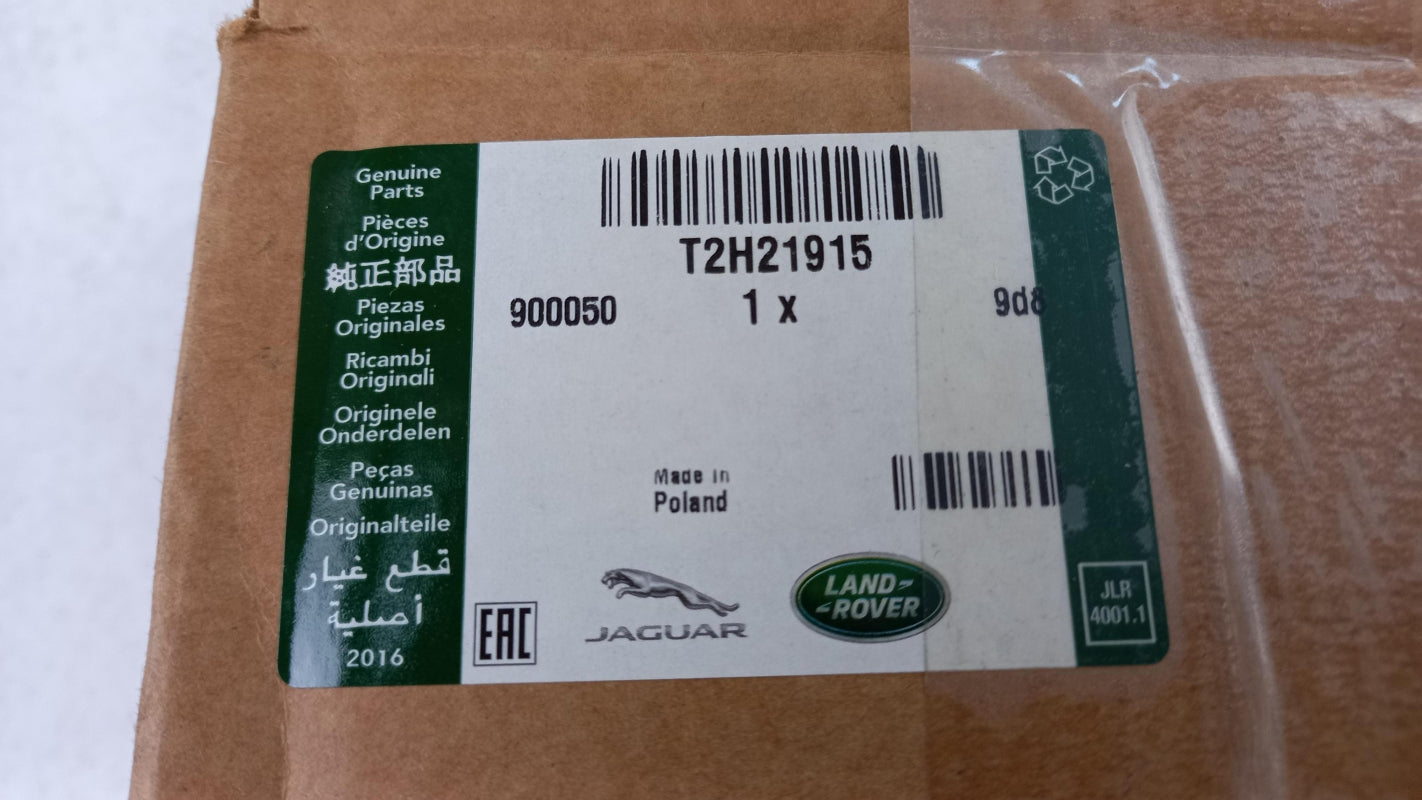 Genuine
Parts
Pièces
d'Origine
純正部品
Piezas
Originales
Ricambi
Originali
Originele
Onderdelen
Peças
Genuinas
Originalteile
قطع غيار
أصلية
2016
T2H21915
900050
1 x
9d8
Made in
Poland
EAC
JAGUAR
LAND-
-ROVER
JLR
4001.1